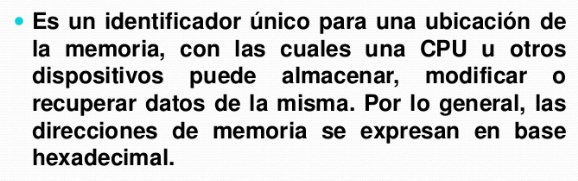 • Es un identificador único para una ubicación de
la memoria, con las cuales una CPU u otros
dispositivos puede almacenar, modificar o
recuperar datos de la misma. Por lo general, las
direcciones de memoria se expresan en base
hexadecimal.